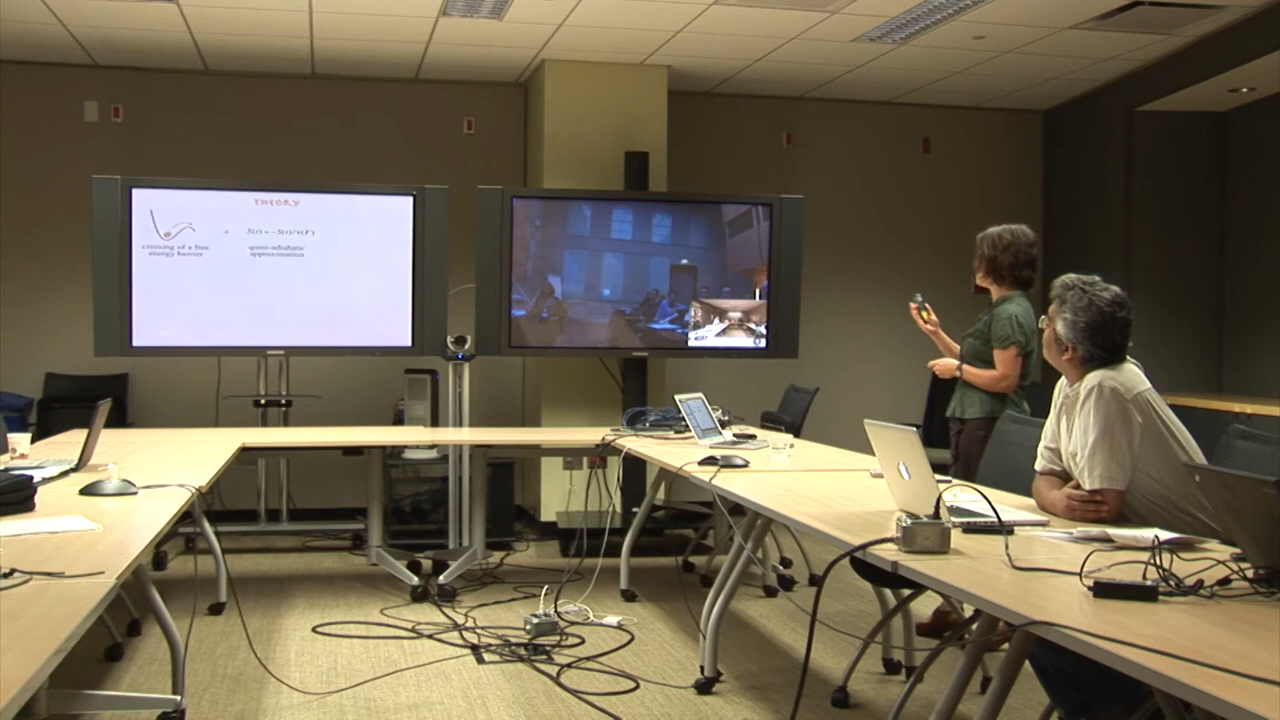 THEORY
crossing of a free
energy barrier
+
quasi-adiabatic
approximation